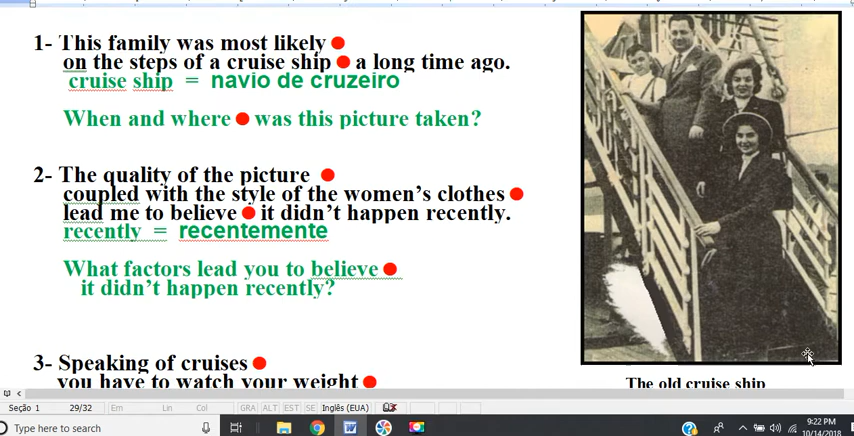 1- This family was most likely
on the steps of a cruise ship a long time ago.
cruise ship = navio de cruzeiro
When and where was this picture taken?
2- The quality of the picture
coupled with the style of the women's clothes
lead me to believe it didn't happen recently.
recently = recentemente
What factors lead you to believe
it didn't happen recently?
3- Speaking of cruises
you have to watch your weight
The old cruise ship
Seção 1 29/32 Em Lin Col GRA ALT EST SE Inglês (EUA)
Type here to search
9:22 PM
10/14/2018